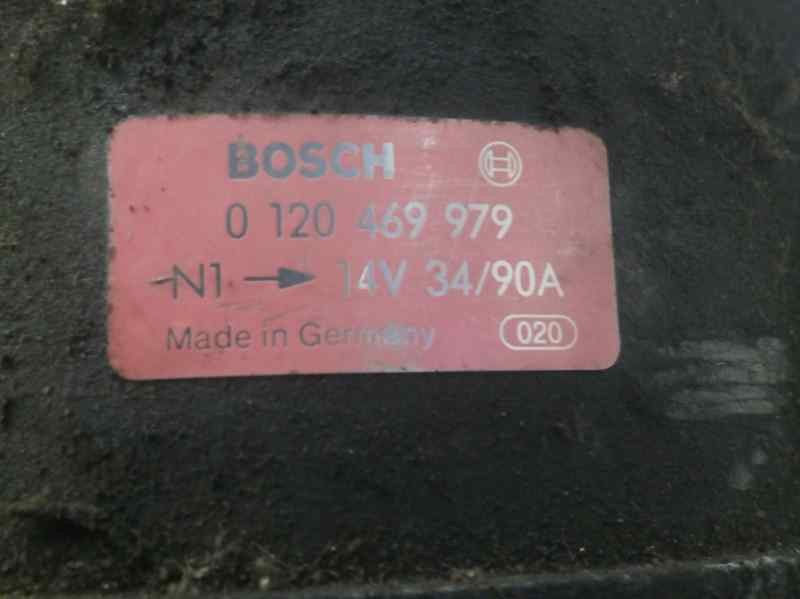 BOSCH
0 120 469 979
N1 → 14V 34/90A
Made in Germany 020